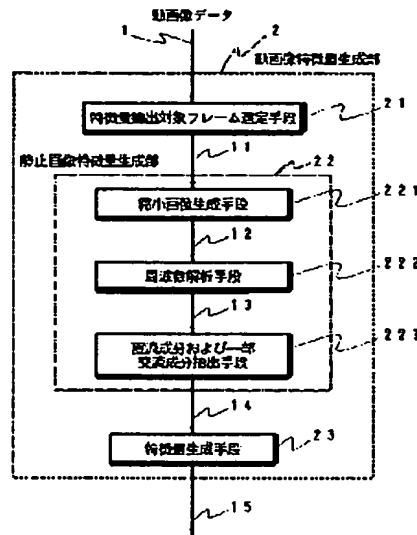 動画像データ
1
2
動画像特徴量生成部
特徴量抽出対象フレーム選定手段
21
11
静止画像特徴量生成部
22
縮小画像生成手段
221
12
周波数解析手段
222
13
直流成分および一部
交流成分抽出手段
223
14
特徴量生成手段
23
15